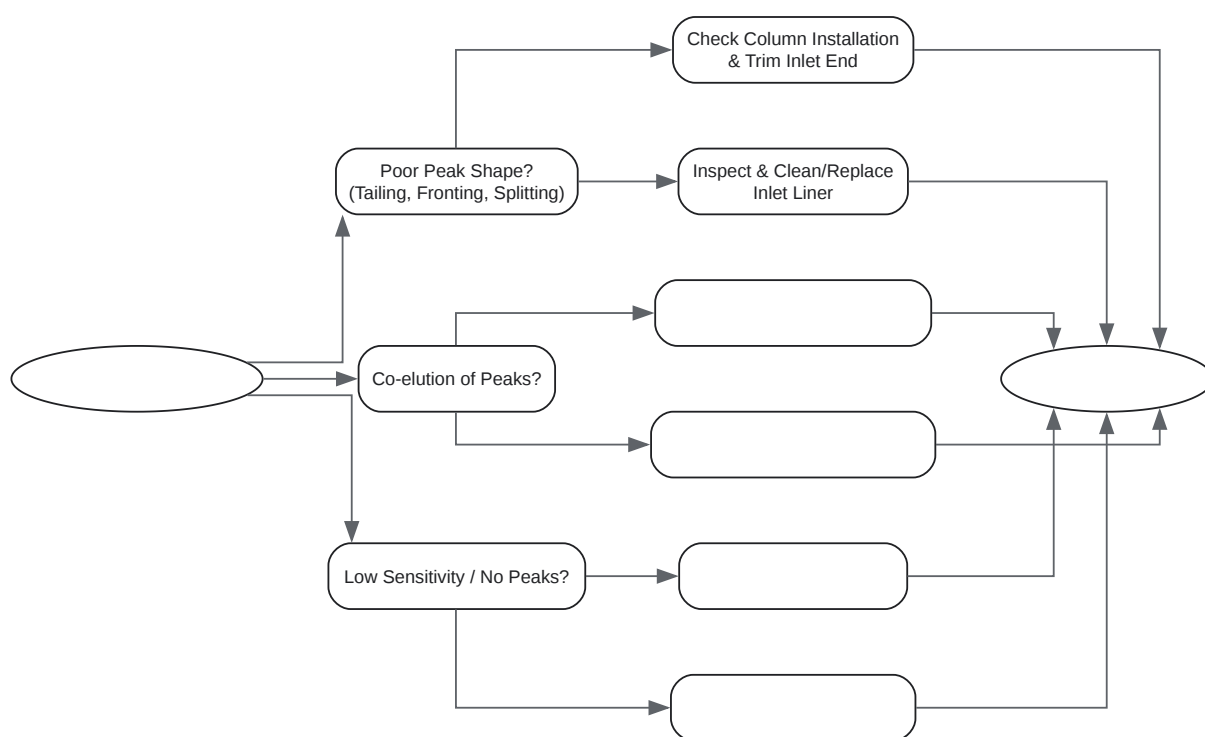 Check Column Installation
& Trim Inlet End
Poor Peak Shape?
(Tailing, Fronting, Splitting)
Inspect & Clean/Replace
Inlet Liner
Co-elution of Peaks?
Low Sensitivity / No Peaks?